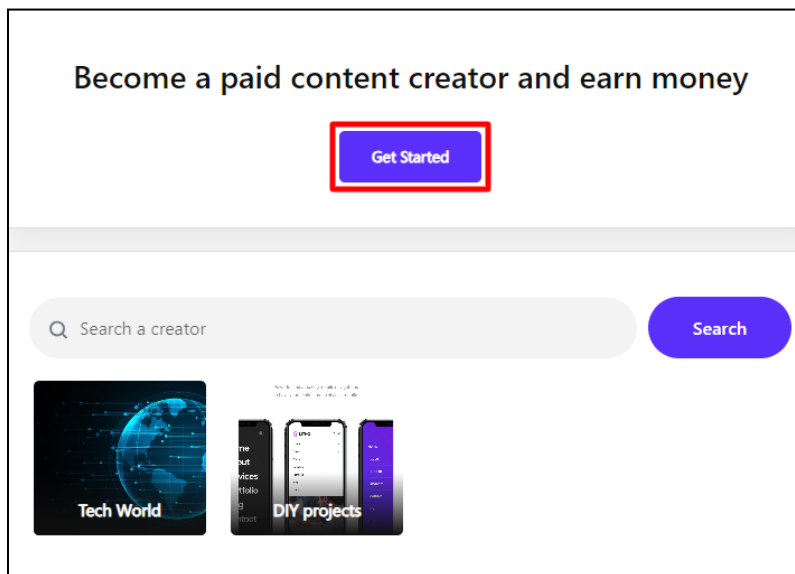 Become a paid content creator and earn money
Get Started
Search a creator
Search
Tech World
DIY projects